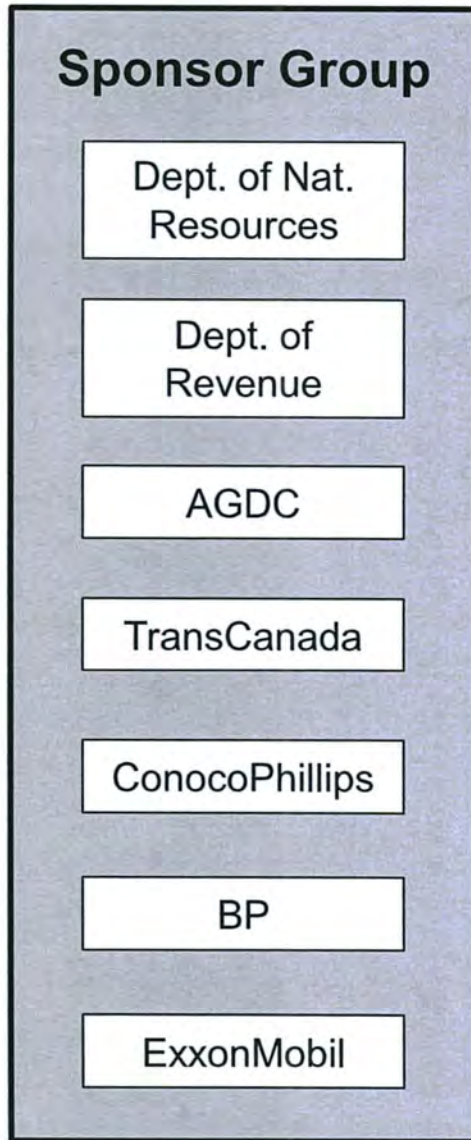 Sponsor Group
Dept. of Nat.
Resources
Dept. of
Revenue
AGDC
TransCanada
ConocoPhillips
BP
ExxonMobil